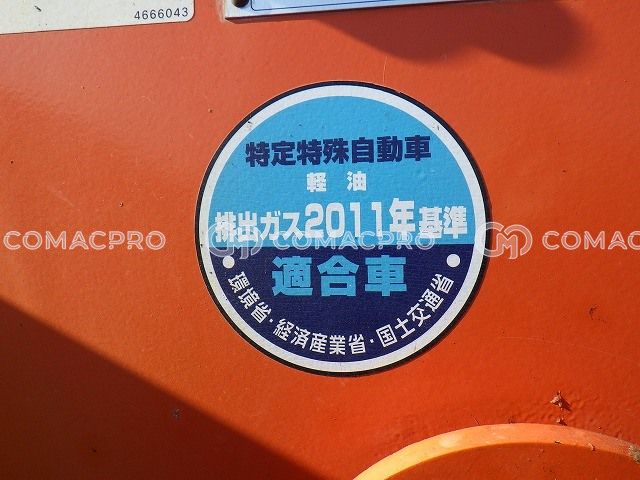 4666043
特定特殊自動車
軽油
排出ガス2011年基準
適合車
環境省・経済産業省・国土交通省
COMACPRO
COMACPRO
COMACP